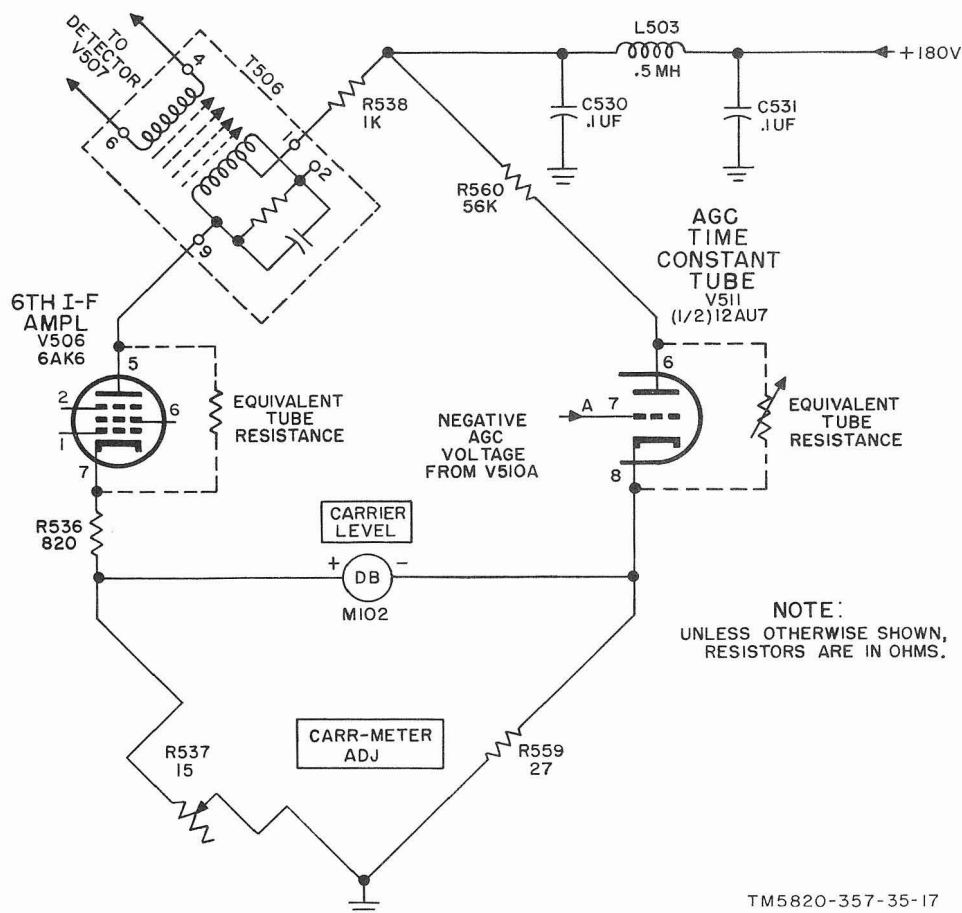 TO
DETECTOR
V507
4
6
T506
1
2
9
R538
1K
L503
.5 MH
+180V
C530
.1UF
C531
.1UF
R560
56K
AGC
TIME
CONSTANT
TUBE
V511
(1/2)12AU7
6TH I-F
AMPL
V506
6AK6
5
2
1
6
7
EQUIVALENT
TUBE
RESISTANCE
NEGATIVE
AGC
VOLTAGE
FROM V510A
A
7
6
8
EQUIVALENT
TUBE
RESISTANCE
R536
820
CARRIER
LEVEL
+
DB
-
M102
NOTE:
UNLESS OTHERWISE SHOWN,
RESISTORS ARE IN OHMS.
R537
15
CARR-METER
ADJ
R559
27
TM5820-357-35-17